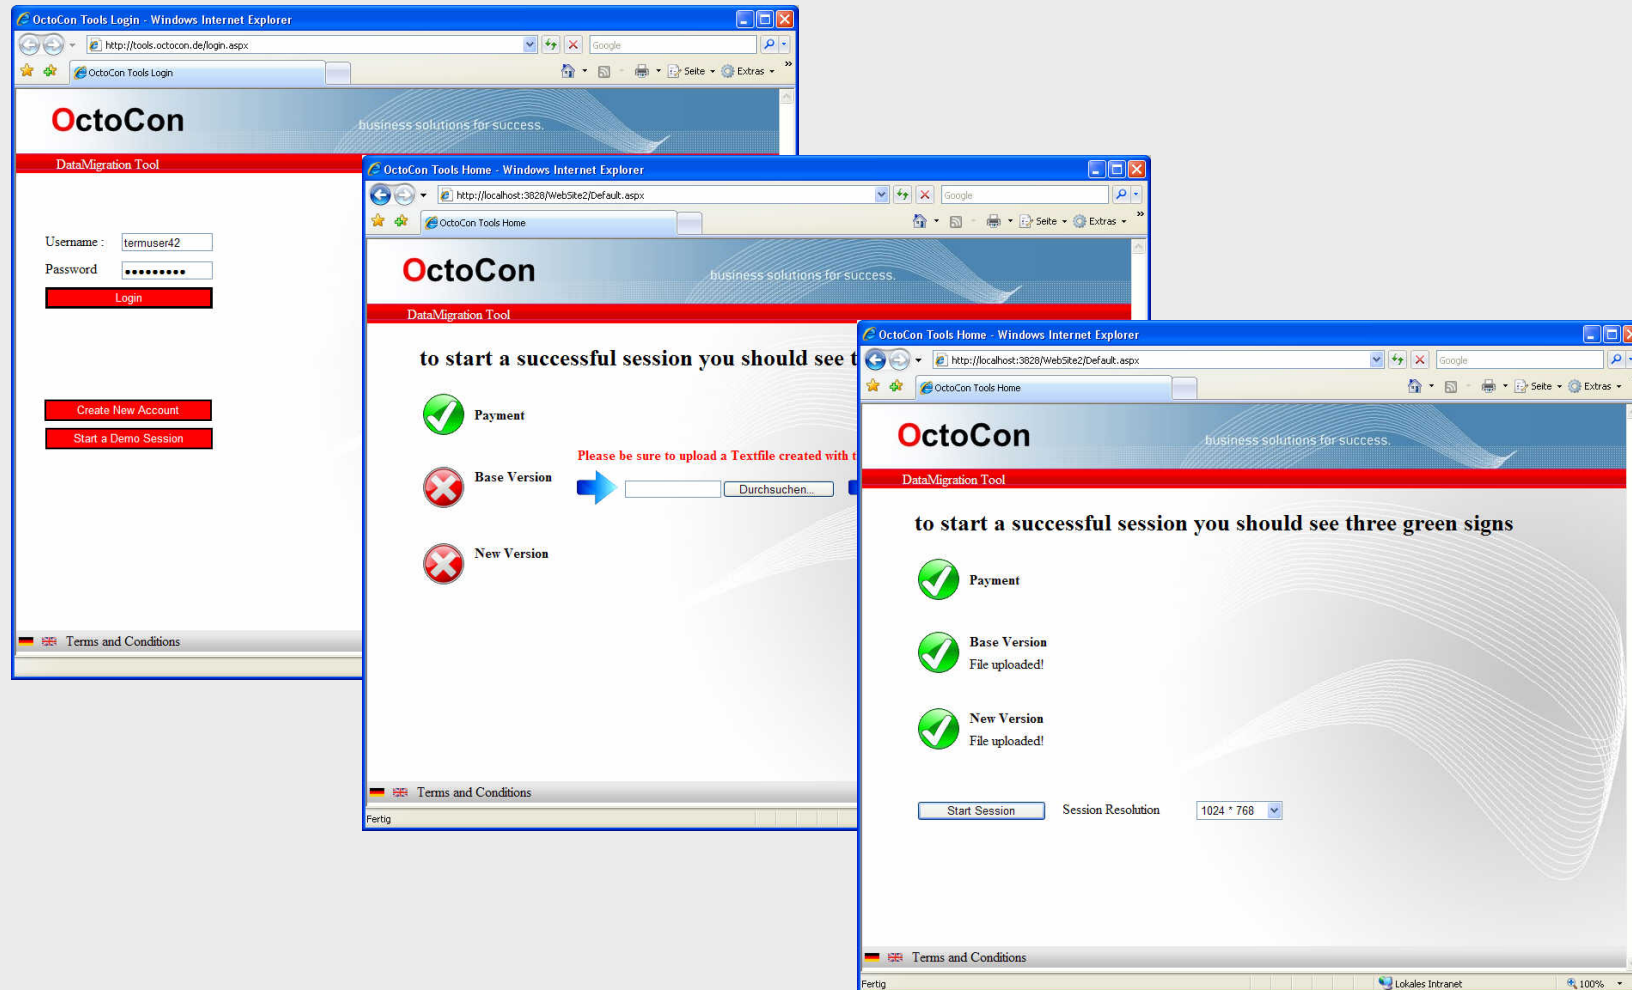 OctoCon Tools Login - Windows Internet Explorer
http://tools.octocon.de/login.aspx
Google
OctoCon Tools Login
Seite
Extras
»
OctoCon
business solutions for success.
DataMigration Tool
Username :
termuser42
Password
•••••••••
Login
Create New Account
Start a Demo Session
Terms and Conditions
OctoCon Tools Home - Windows Internet Explorer
http://localhost:3828/WebSite2/Default.aspx
Google
OctoCon Tools Home
Seite
Extras
»
OctoCon
business solutions for success.
DataMigration Tool
to start a successful session you should see t
Payment
Please be sure to upload a Textfile created with t
Base Version
Durchsuchen...
New Version
Terms and Conditions
Fertig
OctoCon Tools Home - Windows Internet Explorer
http://localhost:3828/WebSite2/Default.aspx
Google
OctoCon Tools Home
Seite
Extras
OctoCon
business solutions for success.
DataMigration Tool
to start a successful session you should see three green signs
Payment
Base Version
File uploaded!
New Version
File uploaded!
Start Session
Session Resolution
1024 * 768
Terms and Conditions
Fertig
Lokales Intranet
100%